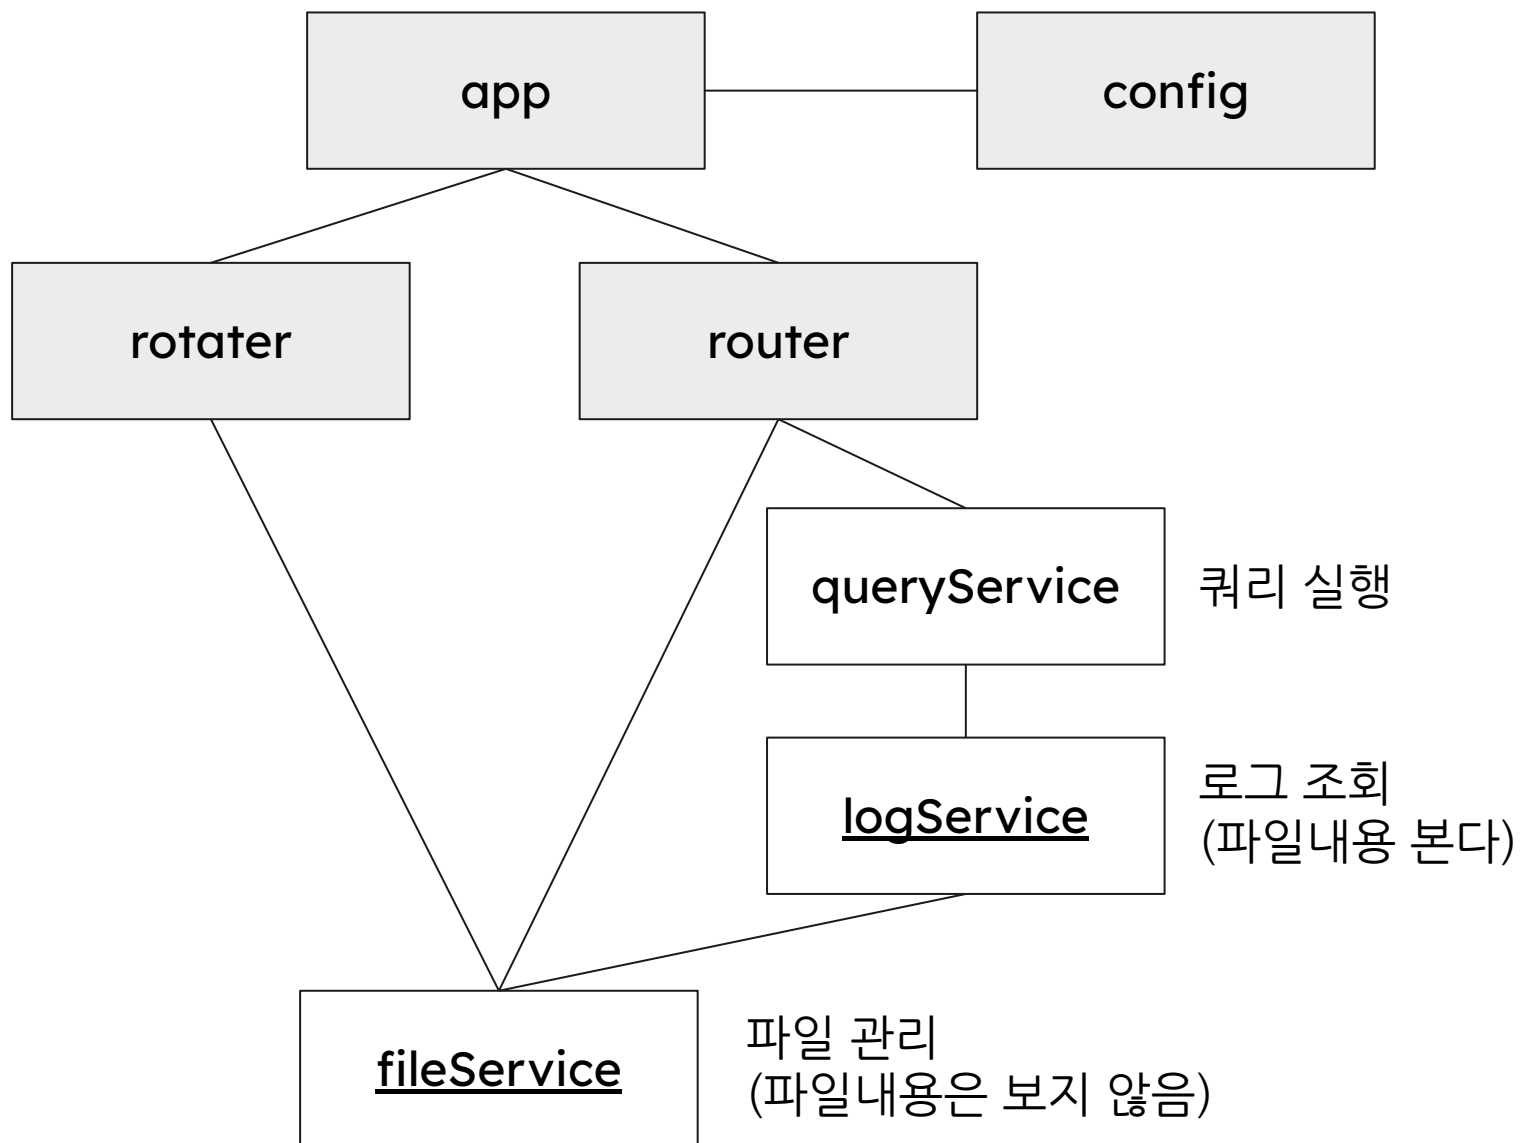 app
config
rotater
router
queryService
쿼리 실행
logService
로그 조회
(파일내용 본다)
fileService
파일 관리
(파일내용은 보지 않음)